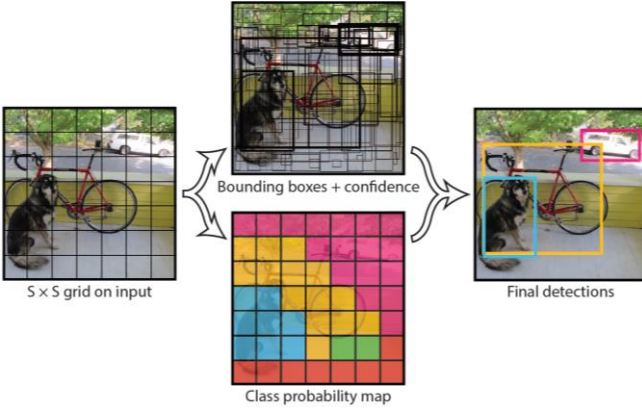 Bounding boxes + confidence
S × S grid on input
Final detections
Class probability map